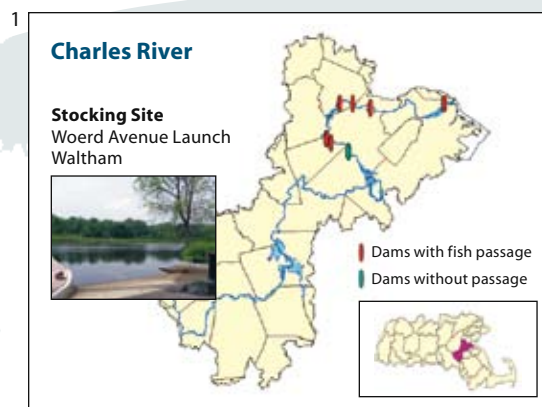 1
Charles River
Stocking Site
Woerd Avenue Launch
Waltham
Dams with fish passage
Dams without passage